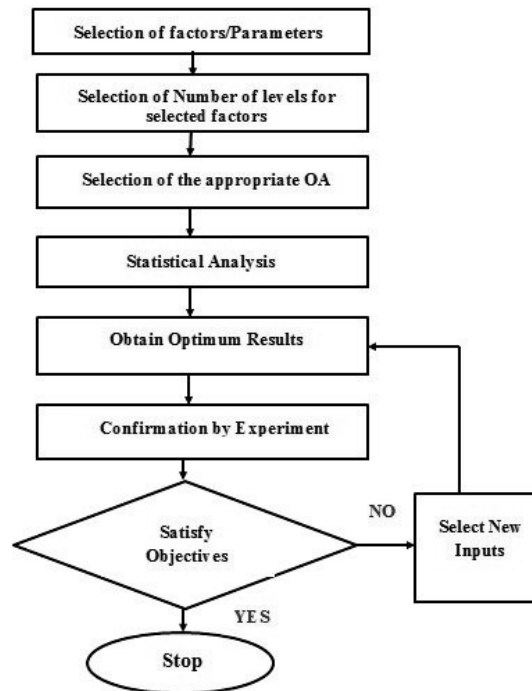 Selection of factors/Parameters
Selection of Number of levels for
selected factors
Selection of the appropriate OA
Statistical Analysis
Obtain Optimum Results
Confirmation by Experiment
Satisfy
Objectives
NO
Select New
Inputs
YES
Stop